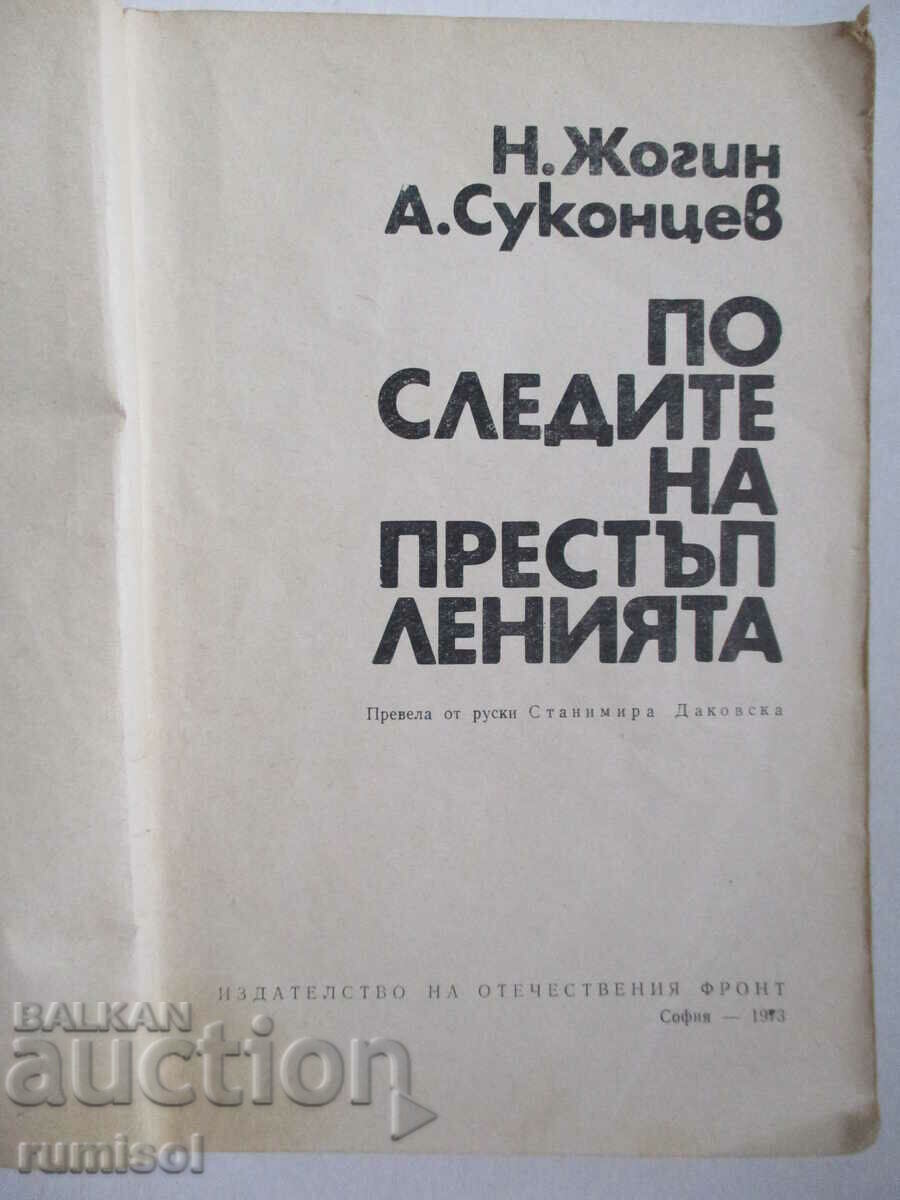 Н. Жогин
А. Суконцев
ПО
СЛЕДИТЕ
НА
ПРЕСТЪП
ЛЕНИЯТА
Превела от руски Станимира Даковска
ИЗДАТЕЛСТВО НА ОТЕЧЕСТВЕНИЯ ФРОНТ
София — 1973
BALKAN
auction
rumisol